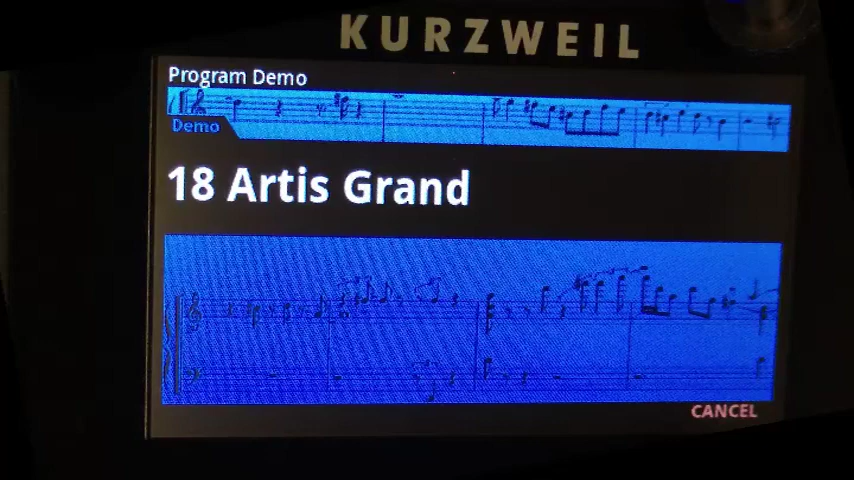 KURZWEIL
Program Demo
Demo
18 Artis Grand
CANCEL